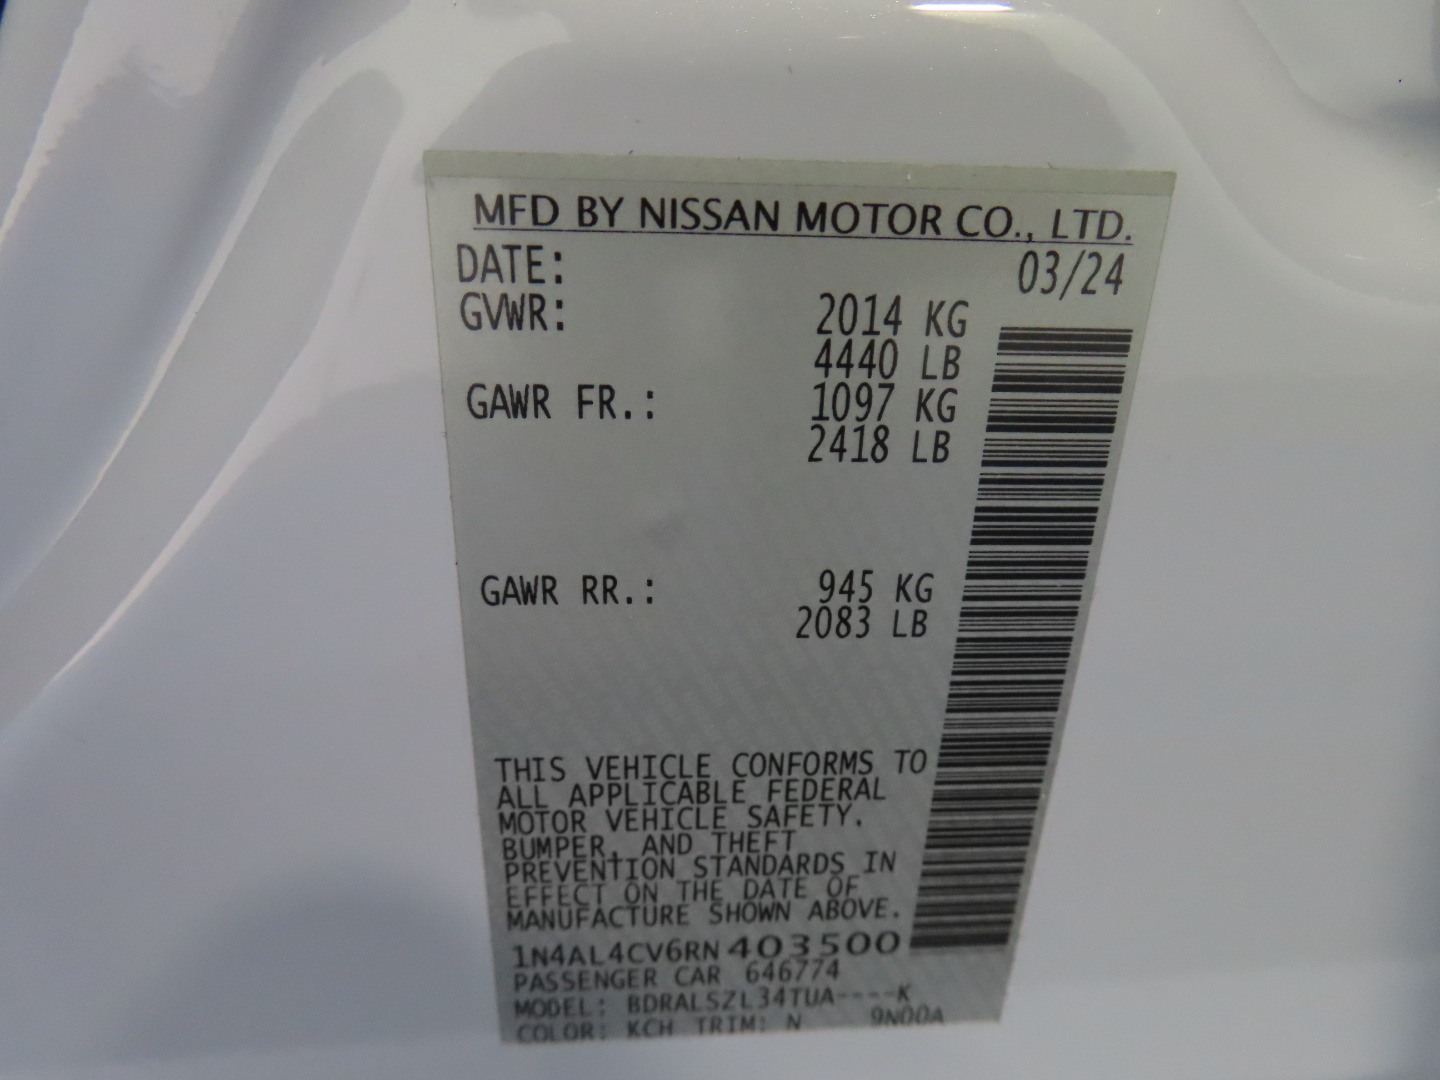 MFD BY NISSAN MOTOR CO., LTD.
DATE: 03/24
GVWR: 2014 KG
4440 LB
GAWR FR.: 1097 KG
2418 LB
GAWR RR.: 945 KG
2083 LB
THIS VEHICLE CONFORMS TO
ALL APPLICABLE FEDERAL
MOTOR VEHICLE SAFETY.
BUMPER, AND THEFT
PREVENTION STANDARDS IN
EFFECT ON THE DATE OF
MANUFACTURE SHOWN ABOVE.
1N4AL4CV6RN403500
PASSENGER CAR 646774
MODEL: BDRALSZL34TUA----K
COLOR: KCH TRIM: N 9N00A